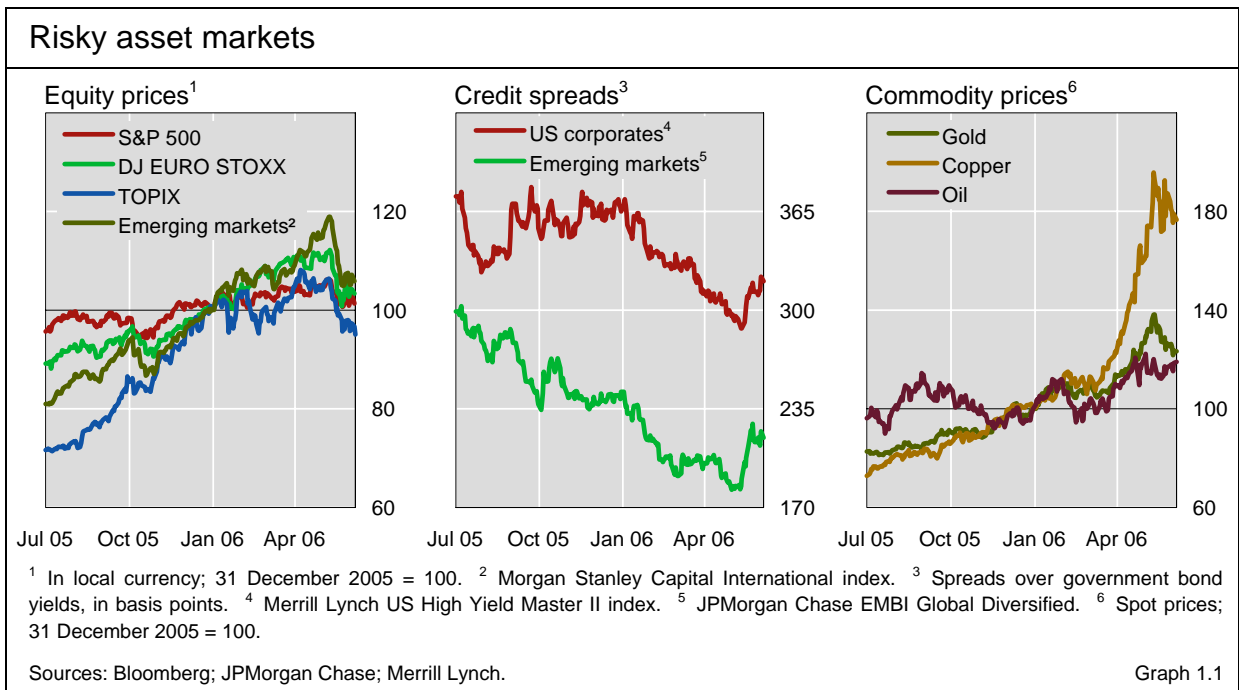 Risky asset markets
Equity prices¹
S&P 500
DJ EURO STOXX
TOPIX
Emerging markets²
120
100
80
60
Jul 05 Oct 05 Jan 06 Apr 06
Credit spreads³
US corporates⁴
Emerging markets⁵
365
300
235
170
Jul 05 Oct 05 Jan 06 Apr 06
Commodity prices⁶
Gold
Copper
Oil
180
140
100
60
Jul 05 Oct 05 Jan 06 Apr 06
¹ In local currency; 31 December 2005 = 100. ² Morgan Stanley Capital International index. ³ Spreads over government bond
yields, in basis points. ⁴ Merrill Lynch US High Yield Master II index. ⁵ JPMorgan Chase EMBI Global Diversified. ⁶ Spot prices;
31 December 2005 = 100.
Sources: Bloomberg; JPMorgan Chase; Merrill Lynch. Graph 1.1